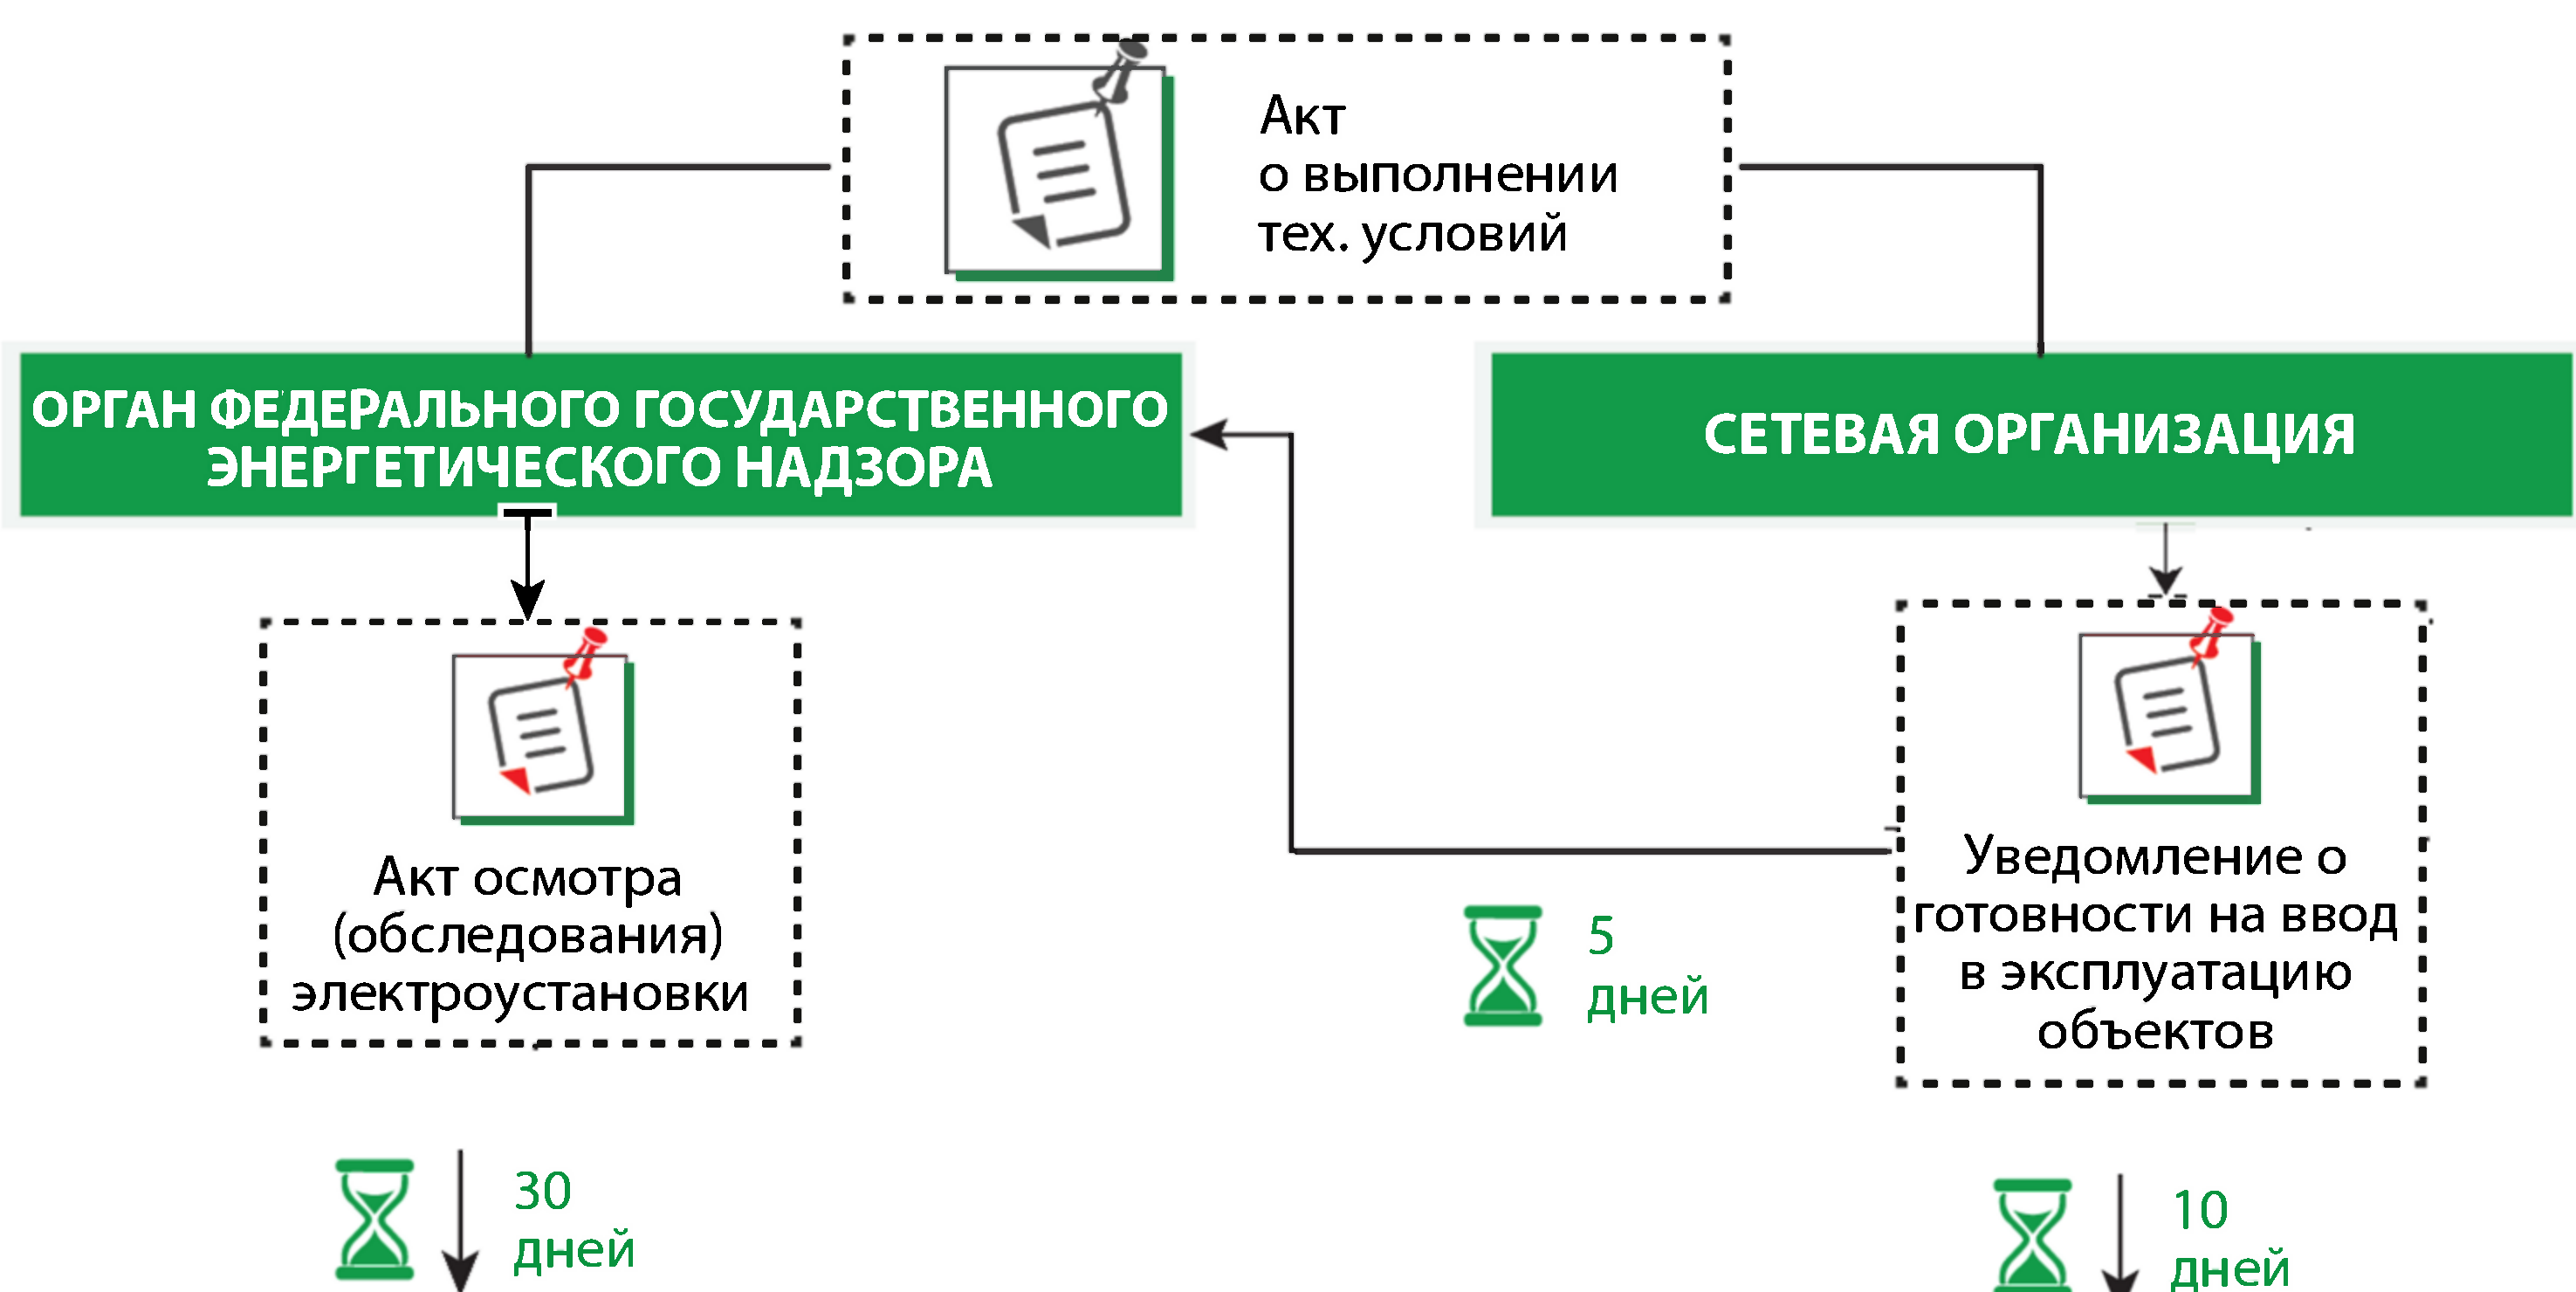 Акт
о выполнении
тех. условий
ОРГАН ФЕДЕРАЛЬНОГО ГОСУДАРСТВЕННОГО
ЭНЕРГЕТИЧЕСКОГО НАДЗОРА
СЕТЕВАЯ ОРГАНИЗАЦИЯ
Акт осмотра
(обследования)
электроустановки
5
дней
Уведомление о
готовности на ввод
в эксплуатацию
объектов
30
дней
10
дней